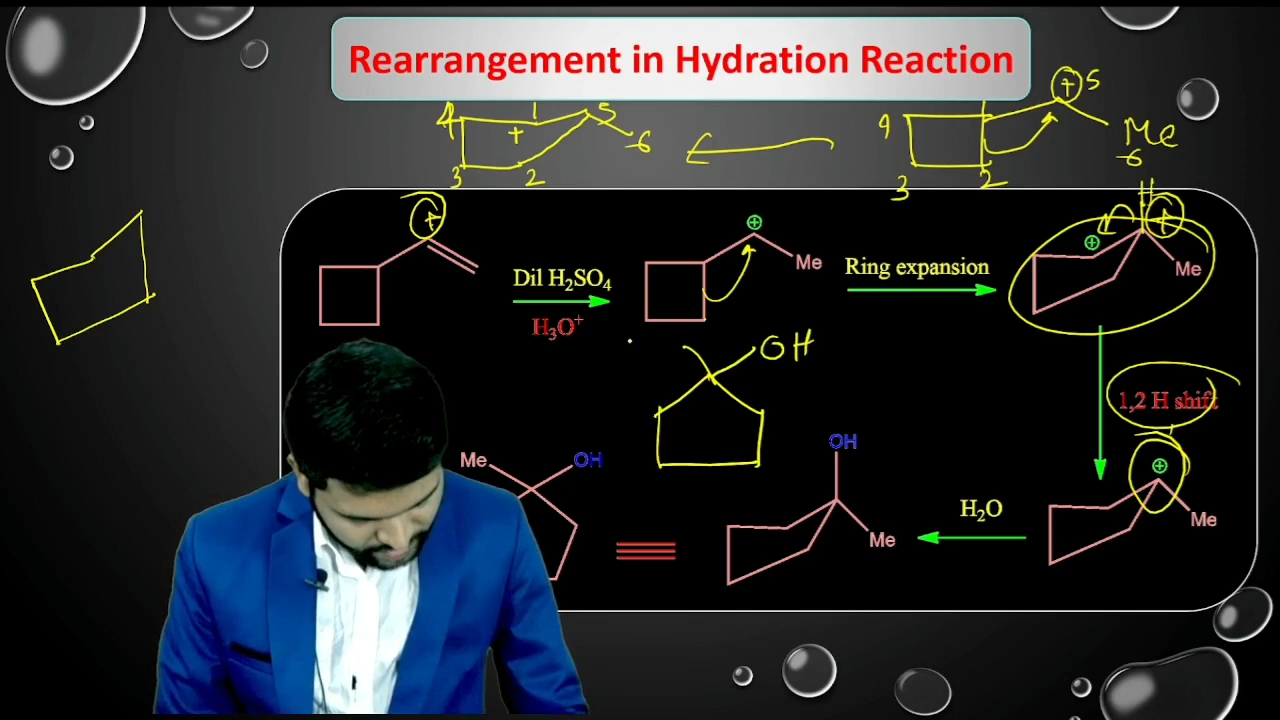 Rearrangement in Hydration Reaction
4 1 5
+
6
3 2
+ 5
9
Me
6
3 2
H
+ +
⊕ ⊕
Me Me
Dil H₂SO₄
H₃O⁺
Ring expansion
OH
1,2 H shift
Me OH
OH
⊕
H₂O
Me Me